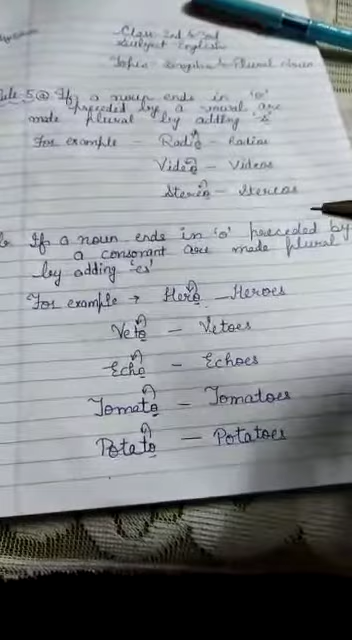 Class 2nd & 3rd
Subject English
Topic Singular & Plural Noun
Rule 5 @ If a noun ends in 'o'
preceded by a vowel are
made plural by adding 's'
For example - Radio - Radios
Video - Videos
Stereo - Stereos
b If a noun ends in 'o' preceded by
a consonant are made plural
by adding 'es'
For example → Hero - Heroes
Veto - Vetoes
Echo - Echoes
Tomato - Tomatoes
Potato - Potatoes